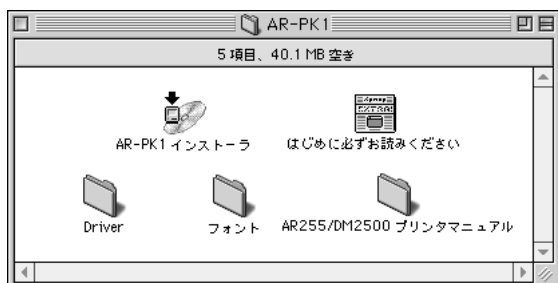 AR-PK1
5 項目、40.1 MB 空き
AR-PK1 インストーラ
はじめに必ずお読みください
Driver
フォント
AR255/DM2500 プリンタマニュアル